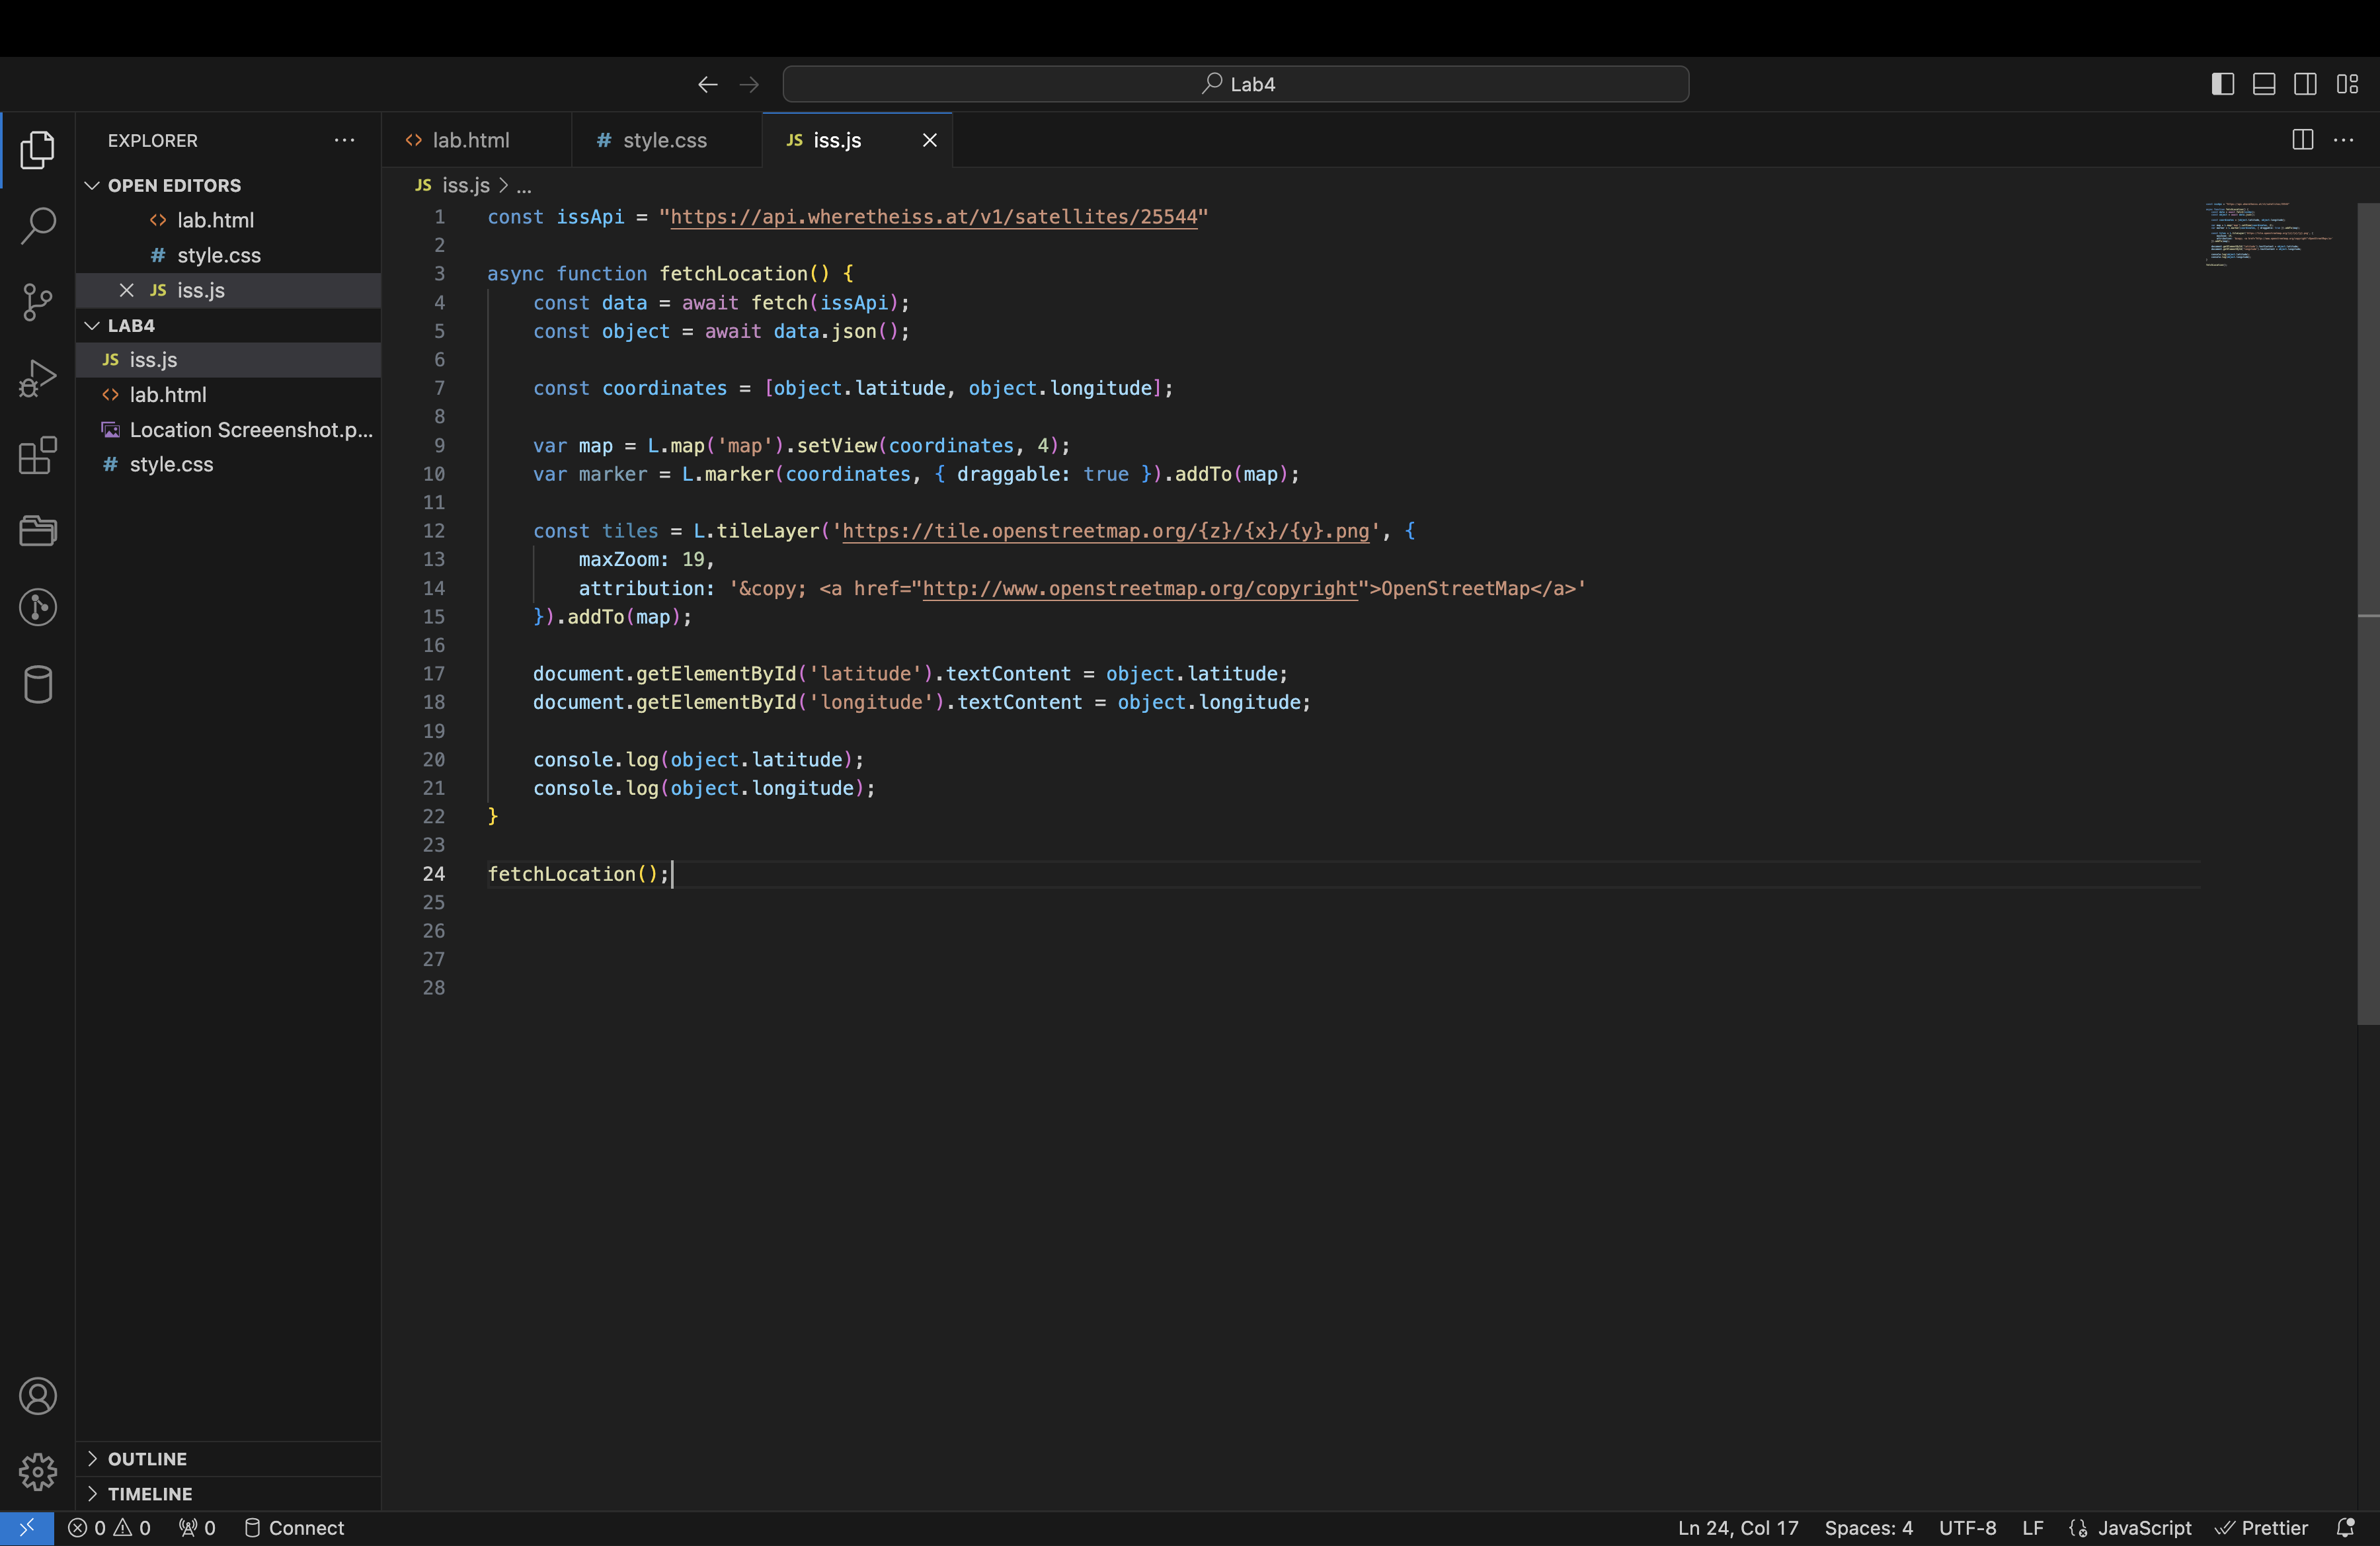 Lab4
EXPLORER
OPEN EDITORS
lab.html
style.css
JS iss.js
LAB4
JS iss.js
lab.html
Location Screeenshot.p...
style.css
OUTLINE
TIMELINE
<> lab.html
# style.css
JS iss.js
JS iss.js > ...
1 const issApi = "https://api.wheretheiss.at/v1/satellites/25544"
2
3 async function fetchLocation() {
4 const data = await fetch(issApi);
5 const object = await data.json();
6
7 const coordinates = [object.latitude, object.longitude];
8
9 var map = L.map('map').setView(coordinates, 4);
10 var marker = L.marker(coordinates, { draggable: true }).addTo(map);
11
12 const tiles = L.tileLayer('https://tile.openstreetmap.org/{z}/{x}/{y}.png', {
13 maxZoom: 19,
14 attribution: '&copy; <a href="http://www.openstreetmap.org/copyright">OpenStreetMap</a>'
15 }).addTo(map);
16
17 document.getElementById('latitude').textContent = object.latitude;
18 document.getElementById('longitude').textContent = object.longitude;
19
20 console.log(object.latitude);
21 console.log(object.longitude);
22 }
23
24 fetchLocation();
25
26
27
28
0 0 0 Connect
Ln 24, Col 17 Spaces: 4 UTF-8 LF JavaScript Prettier